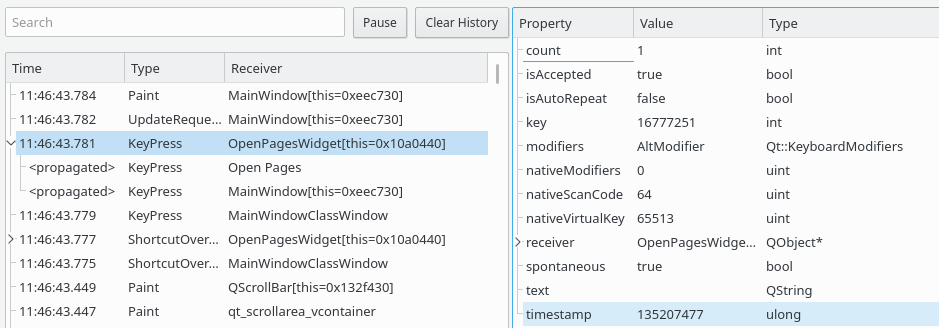 Search Pause Clear History
Time Type Receiver
11:46:43.784 Paint MainWindow[this=0xeec730]
11:46:43.782 UpdateReque... MainWindow[this=0xeec730]
11:46:43.781 KeyPress OpenPagesWidget[this=0x10a0440]
<propagated> KeyPress Open Pages
<propagated> KeyPress MainWindow[this=0xeec730]
11:46:43.779 KeyPress MainWindowClassWindow
11:46:43.777 ShortcutOver... OpenPagesWidget[this=0x10a0440]
11:46:43.775 ShortcutOver... MainWindowClassWindow
11:46:43.449 Paint QScrollBar[this=0x132f430]
11:46:43.447 Paint qt_scrollarea_vcontainer
Property Value Type
count 1 int
isAccepted true bool
isAutoRepeat false bool
key 16777251 int
modifiers AltModifier Qt::KeyboardModifiers
nativeModifiers 0 uint
nativeScanCode 64 uint
nativeVirtualKey 65513 uint
receiver OpenPagesWidge... QObject*
spontaneous true bool
text QString
timestamp 135207477 ulong